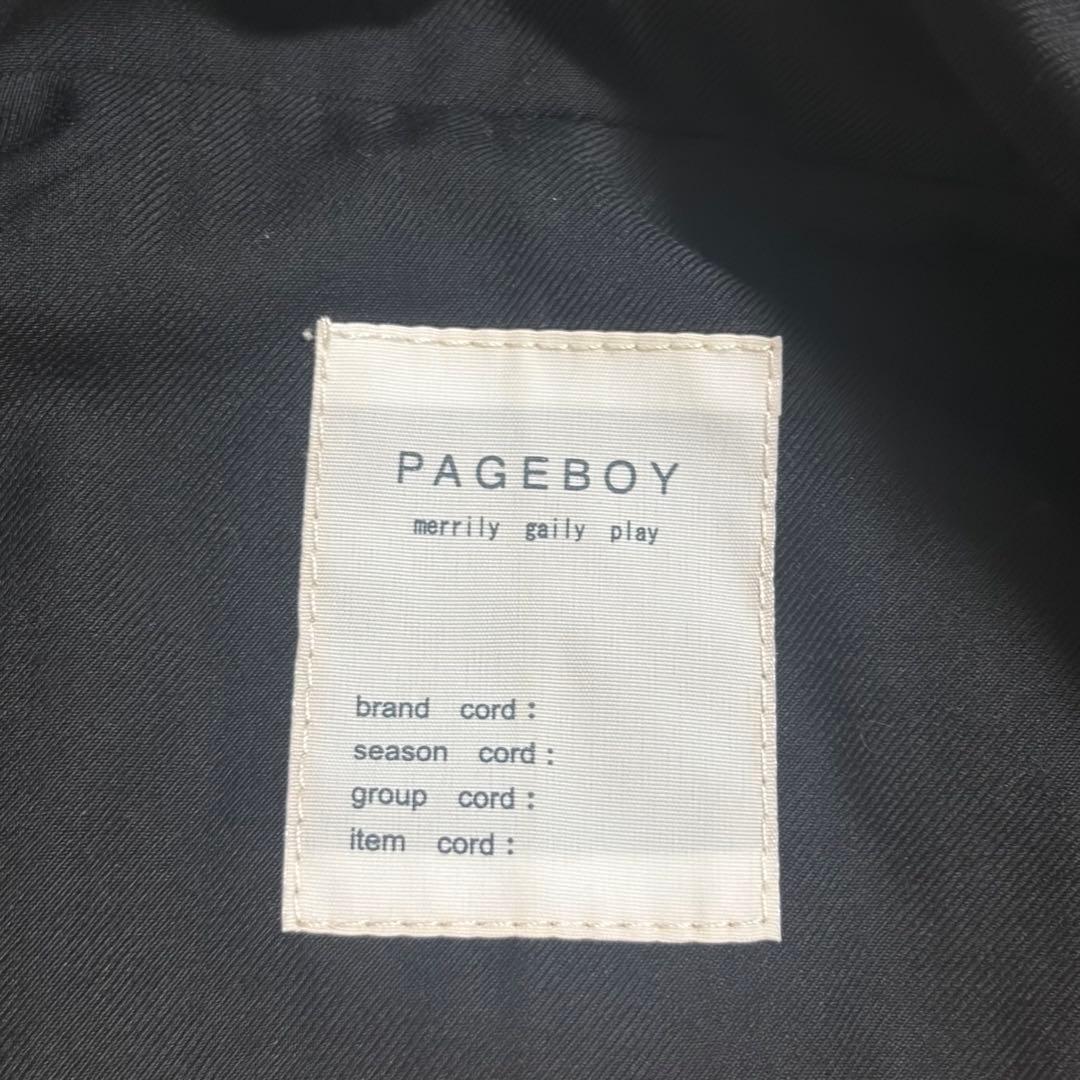 PAGEBOY
merrily gaily play
brand cord:
season cord:
group cord:
item cord: